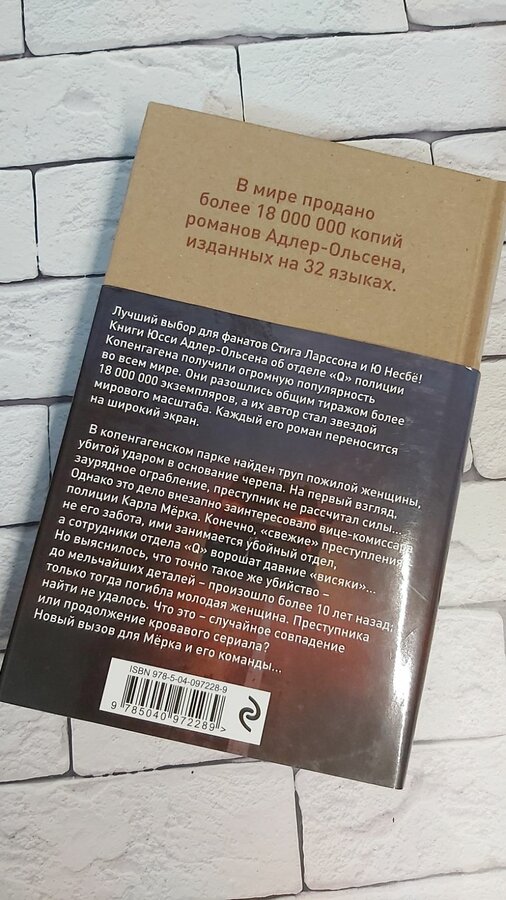 В мире продано
более 18 000 000 копий
романов Адлер-Ольсена,
изданных на 32 языках.
Лучший выбор для фанатов Стига Ларссона и Ю Несбё!
Книги Юсси Адлер-Ольсена об отделе «Q» полиции
Копенгагена получили огромную популярность
во всем мире. Они разошлись общим тиражом более
18 000 000 экземпляров, а их автор стал звездой
мирового масштаба. Каждый его роман переносится
на широкий экран.
В копенгагенском парке найден труп пожилой женщины,
убитой ударом в основание черепа. На первый взгляд,
заурядное ограбление, преступник не рассчитал силы...
Однако это дело внезапно заинтересовало вице-комиссара
полиции Карла Мёрка. Конечно, «свежие» преступления
не его забота, ими занимается убойный отдел,
а сотрудники отдела «Q» ворошат давние «висяки»...
Но выяснилось, что точно такое же убийство –
до мельчайших деталей – произошло более 10 лет назад,
только тогда погибла молодая женщина. Преступника
найти не удалось. Что это – случайное совпадение
или продолжение кровавого сериала?
Новый вызов для Мёрка и его команды...
ISBN 978-5-04-097228-9
9 785040 972289 >